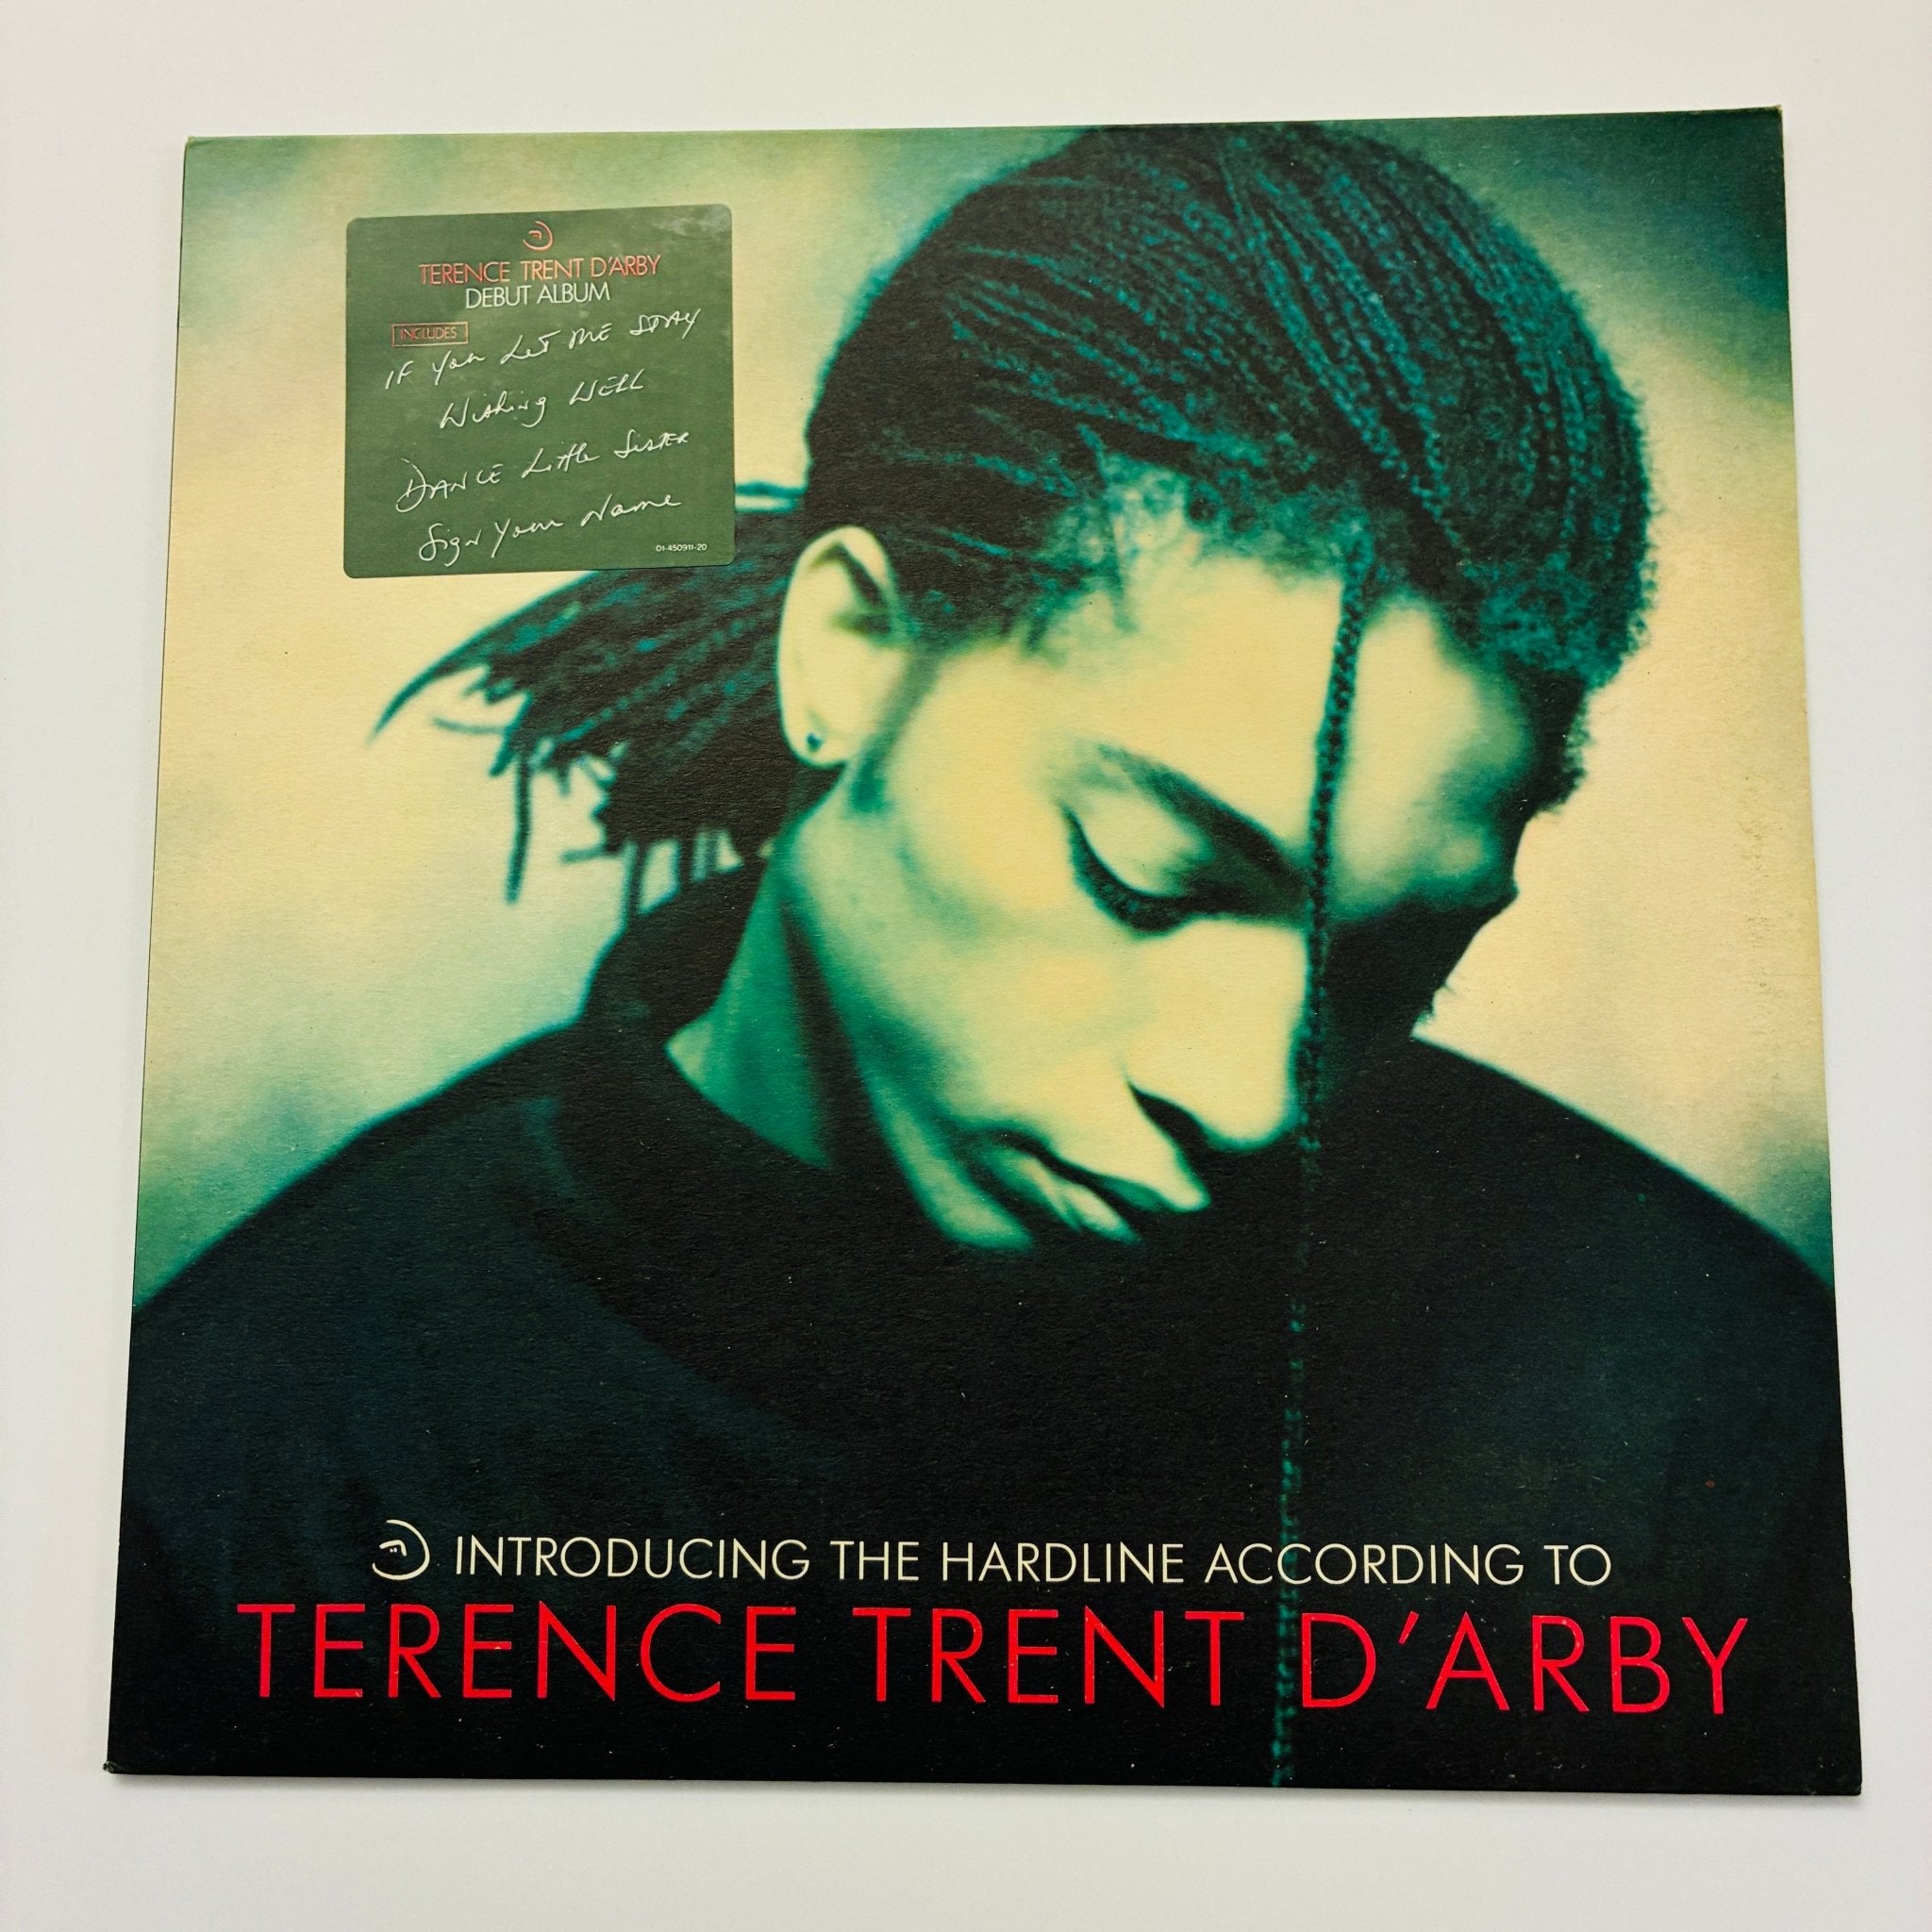 TERENCE TRENT D'ARBY
DEBUT ALBUM
INCLUDES
IF You Let ME STAY
Wishing WELL
DANCE Little Sister
Sign Your Name
01-450911-20
INTRODUCING THE HARDLINE ACCORDING TO
TERENCE TRENT D'ARBY